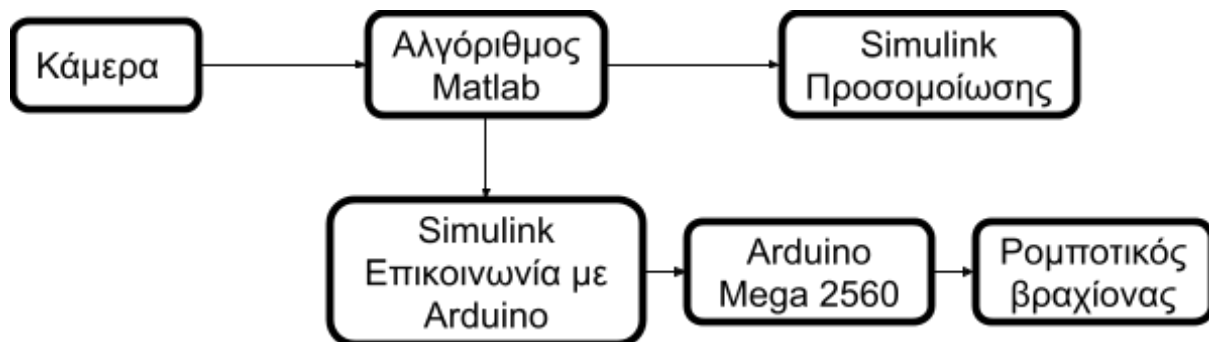 Κάμερα
Αλγόριθμος
Matlab
Simulink
Προσομοίωσης
Simulink
Επικοινωνία με
Arduino
Arduino
Mega 2560
Ρομποτικός
βραχίονας